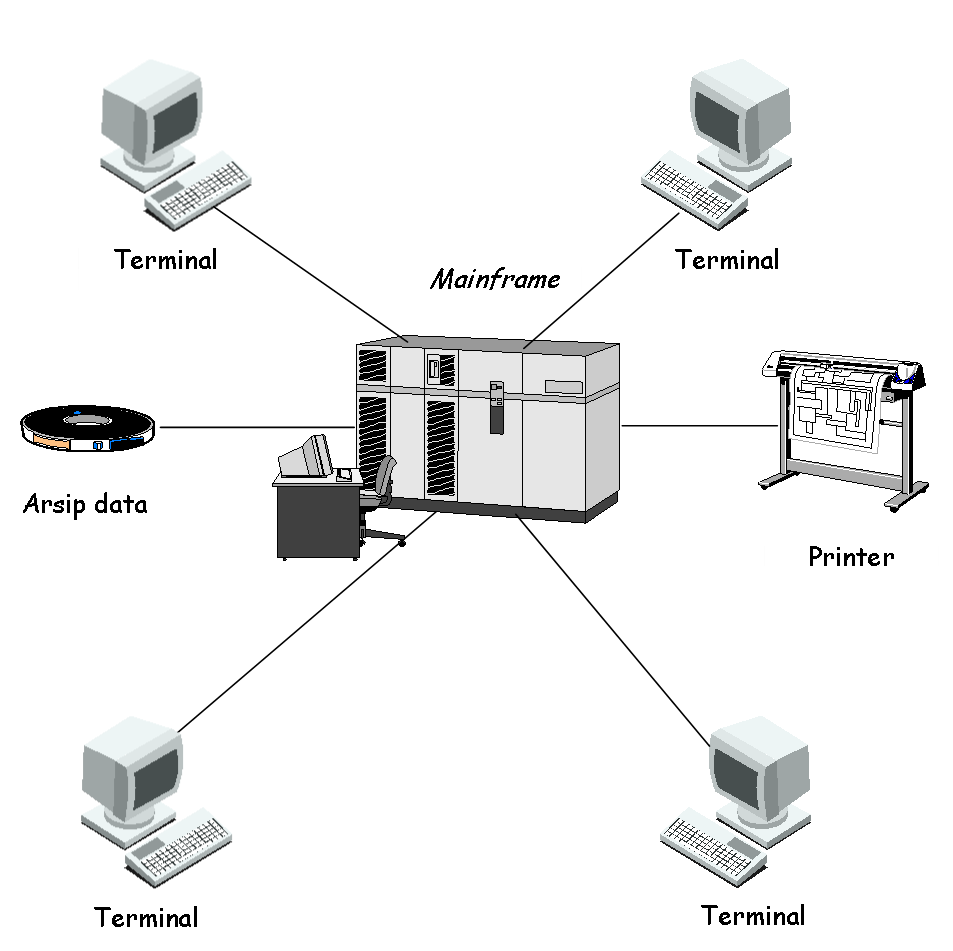 Terminal
Terminal
Mainframe
Arsip data
Printer
Terminal
Terminal